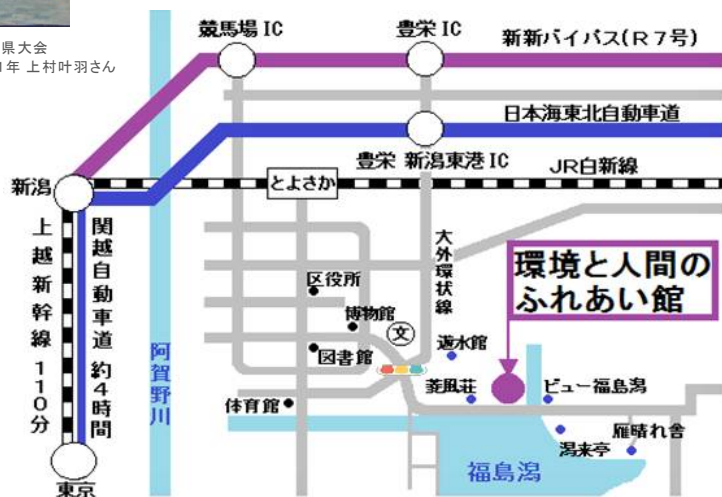 県大会
年 上村叶羽さん
競馬場 IC
豊栄 IC
新新バイパス(R7号)
日本海東北自動車道
豊栄 新潟東港 IC
JR白新線
新潟
とよさか
上越新幹線 110分
関越自動車道 約4時間
阿賀野川
大外環状線
環境と人間の
ふれあい館
区役所
博物館
文
図書館
遊水館
菱風荘
ビュー福島潟
体育館
雁晴れ舎
潟来亭
福島潟
東京